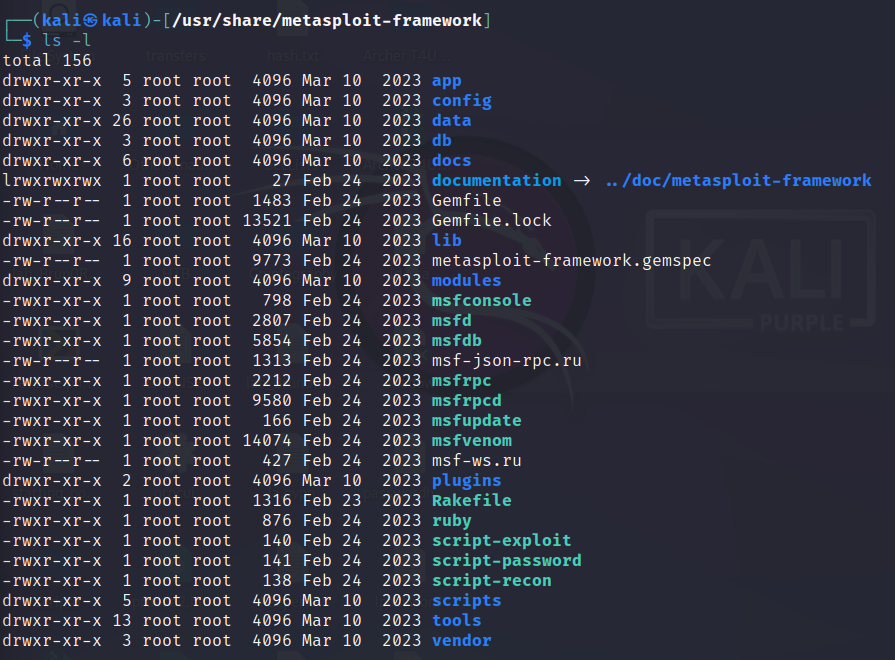 ┌──(kali㉿kali)-[/usr/share/metasploit-framework]
└─$ ls -l
total 156
drwxr-xr-x  5 root root  4096 Mar 10  2023 app
drwxr-xr-x  3 root root  4096 Mar 10  2023 config
drwxr-xr-x 26 root root  4096 Mar 10  2023 data
drwxr-xr-x  3 root root  4096 Mar 10  2023 db
drwxr-xr-x  6 root root  4096 Mar 10  2023 docs
lrwxrwxrwx  1 root root    27 Feb 24  2023 documentation -> ../doc/metasploit-framework
-rw-r--r--  1 root root  1483 Feb 24  2023 Gemfile
-rw-r--r--  1 root root 13521 Feb 24  2023 Gemfile.lock
drwxr-xr-x 16 root root  4096 Mar 10  2023 lib
-rw-r--r--  1 root root  9773 Feb 24  2023 metasploit-framework.gemspec
drwxr-xr-x  9 root root  4096 Mar 10  2023 modules
-rwxr-xr-x  1 root root   798 Feb 24  2023 msfconsole
-rwxr-xr-x  1 root root  2807 Feb 24  2023 msfd
-rwxr-xr-x  1 root root  5854 Feb 24  2023 msfdb
-rw-r--r--  1 root root  1313 Feb 24  2023 msf-json-rpc.ru
-rwxr-xr-x  1 root root  2212 Feb 24  2023 msfrpc
-rwxr-xr-x  1 root root  9580 Feb 24  2023 msfrpcd
-rwxr-xr-x  1 root root   166 Feb 24  2023 msfupdate
-rwxr-xr-x  1 root root 14074 Feb 24  2023 msfvenom
-rw-r--r--  1 root root   427 Feb 24  2023 msf-ws.ru
drwxr-xr-x  2 root root  4096 Mar 10  2023 plugins
-rwxr-xr-x  1 root root  1316 Feb 23  2023 Rakefile
-rwxr-xr-x  1 root root   876 Feb 24  2023 ruby
-rwxr-xr-x  1 root root   140 Feb 24  2023 script-exploit
-rwxr-xr-x  1 root root   141 Feb 24  2023 script-password
-rwxr-xr-x  1 root root   138 Feb 24  2023 script-recon
drwxr-xr-x  5 root root  4096 Mar 10  2023 scripts
drwxr-xr-x 13 root root  4096 Mar 10  2023 tools
drwxr-xr-x  3 root root  4096 Mar 10  2023 vendor
transfers
hash.txt
Archer T4U...
KALI
PURPLE